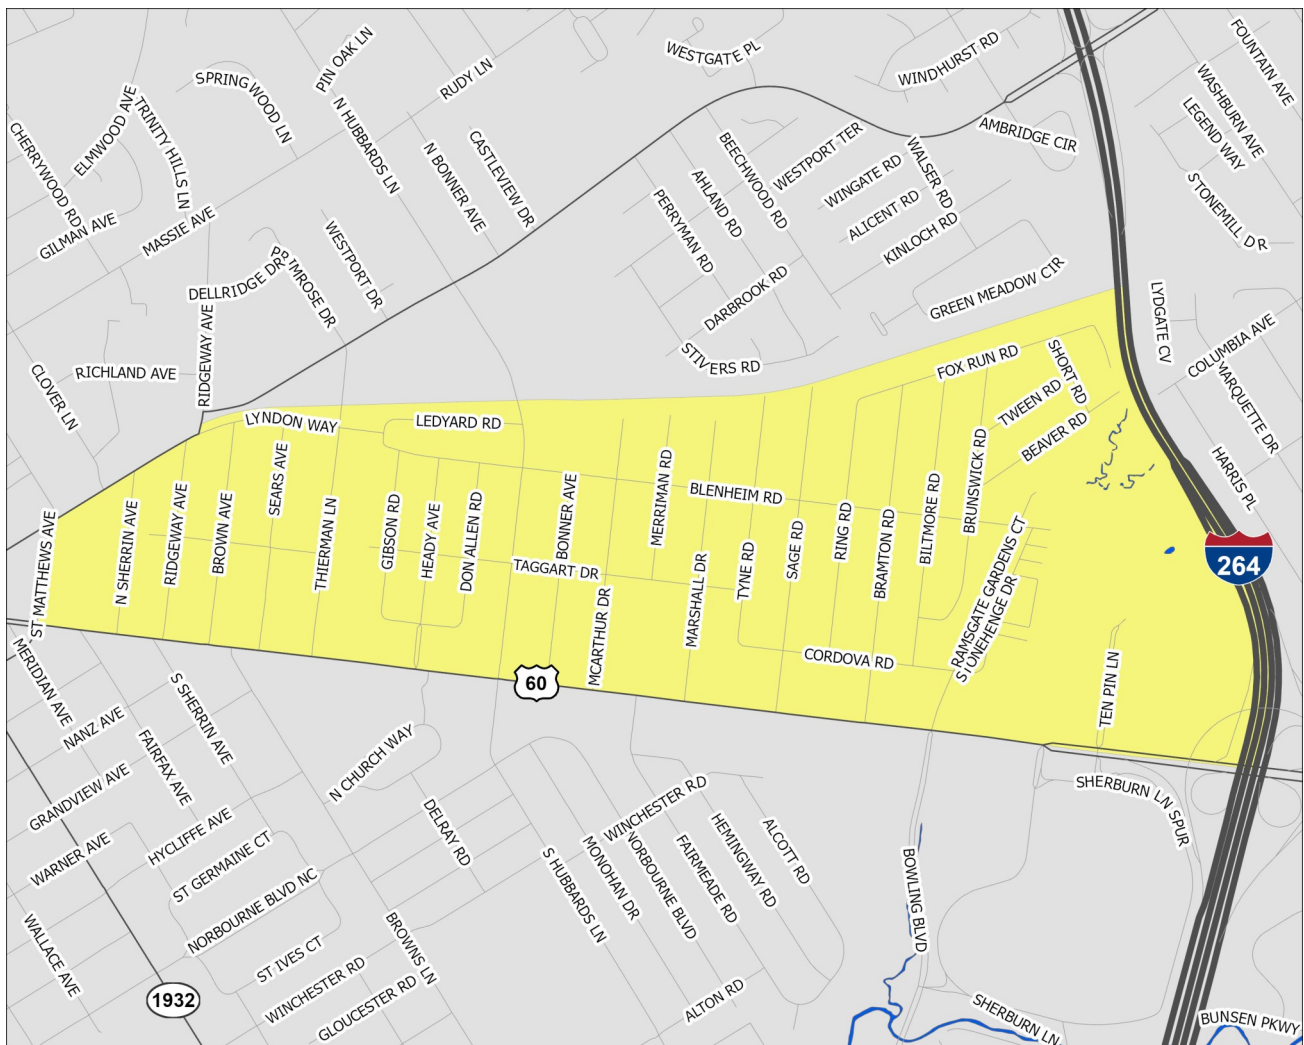 FOUNTAIN AVE
WESTGATE PL
WINDHURST RD
PIN OAK LN
SPRING WOOD LN
RUDY LN
WASHBURN AVE
LEGEND WAY
ELMWOOD AVE
TRINITY HILLS LN
N HUBBARDS LN
CHERRYWOOD RD
CASTLEVIEW DR
N BONNER AVE
AMBRIDGE CIR
BEECHWOOD RD
WESTPORT TER
WALSER RD
WINGATE RD
AHLAND RD
PERRYMAN RD
ALICENT RD
KINLOCH RD
STONEMILL DR
GILMAN AVE
MASSIE AVE
WESTPORT DR
PRIMROSE DR
DELLRIDGE DR
DARBROOK RD
GREEN MEADOW CIR
LYDGATE CV
RIDGEWAY AVE
COLUMBIA AVE
STIVERS RD
FOX RUN RD
SHORT RD
RICHLAND AVE
CLOVER LN
MARQUETTE DR
TWEEN RD
LYNDON WAY
LEDYARD RD
BEAVER RD
SEARS AVE
HARRIS PL
BLENHEIM RD
MERRIMAN RD
BRUNSWICK RD
ST MATTHEWS AVE
N SHERRIN AVE
RIDGEWAY AVE
BROWN AVE
THIERMAN LN
GIBSON RD
HEADY AVE
DON ALLEN RD
BONNER AVE
TAGGART DR
MCARTHUR DR
MARSHALL DR
TYNE RD
SAGE RD
RING RD
BRAMTON RD
BILTMORE RD
RAMSGATE GARDENS CT
STONEHENGE DR
264
CORDOVA RD
60
TEN PIN LN
MERIDIAN AVE
NANZ AVE
S SHERRIN AVE
FAIRFAX AVE
N CHURCH WAY
GRANDVIEW AVE
SHERBURN LN SPUR
WINCHESTER RD
DELRAY RD
HYCLIFFE AVE
WARNER AVE
ST GERMAINE CT
ALCOTT RD
HEMINGWAY RD
FAIRMEADE RD
NORBOURNE BLVD
MONOHAN DR
S HUBBARDS LN
BOWLING BLVD
NORBOURNE BLVD NC
WALLACE AVE
BROWNS LN
ST IVES CT
WINCHESTER RD
GLOUCESTER RD
1932
ALTON RD
SHERBURN LN
BUNSEN PKWY